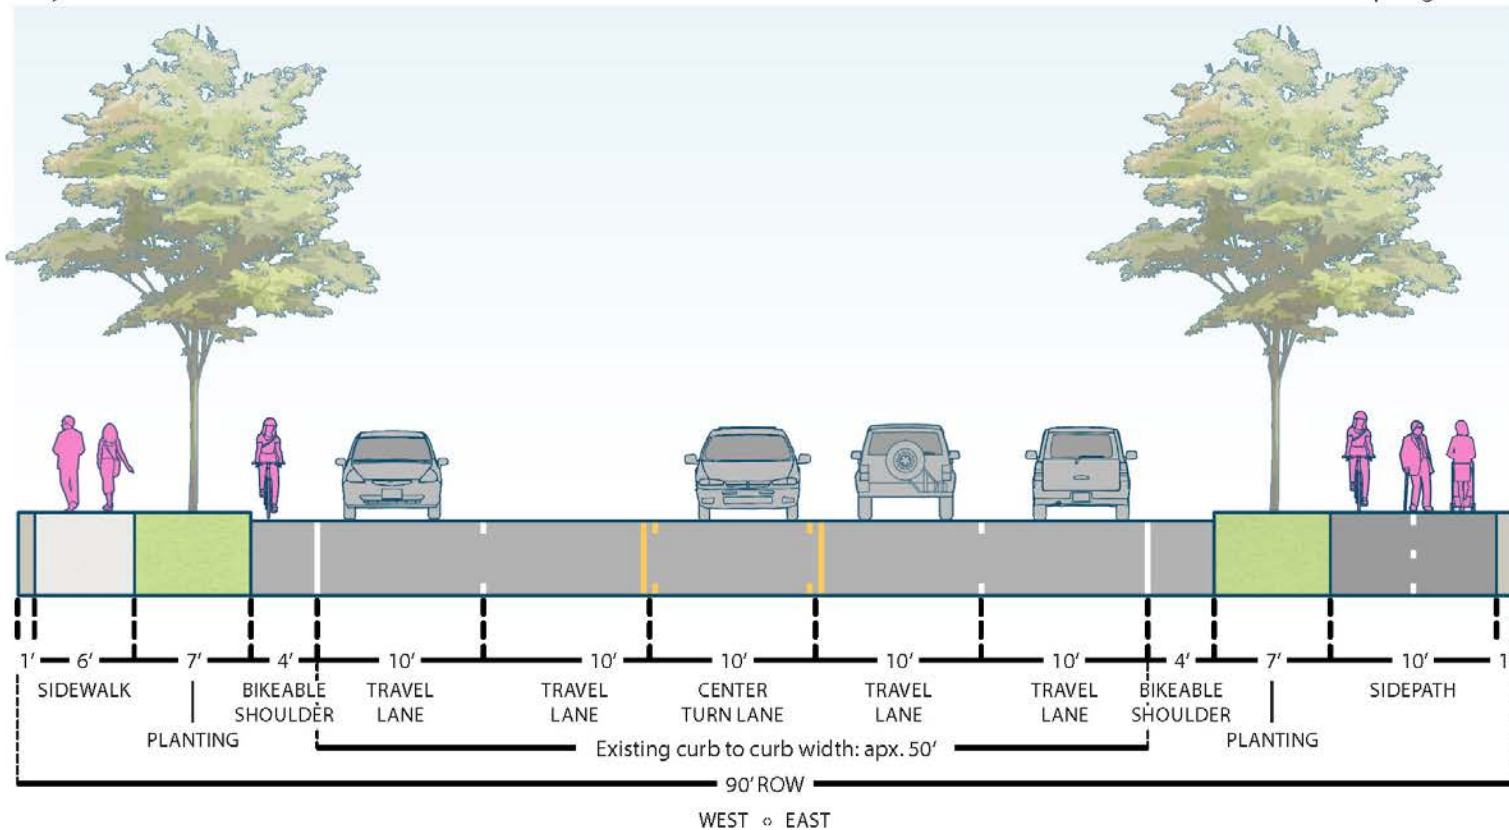 1' 6' 7' 4' 10' 10' 10' 10' 10' 4' 7' 10' 1
SIDEWALK
PLANTING
BIKEABLE
SHOULDER
TRAVEL
LANE
TRAVEL
LANE
CENTER
TURN LANE
TRAVEL
LANE
TRAVEL
LANE
BIKEABLE
SHOULDER
PLANTING
SIDEPATH
Existing curb to curb width: apx. 50'
90' ROW
WEST ‹› EAST